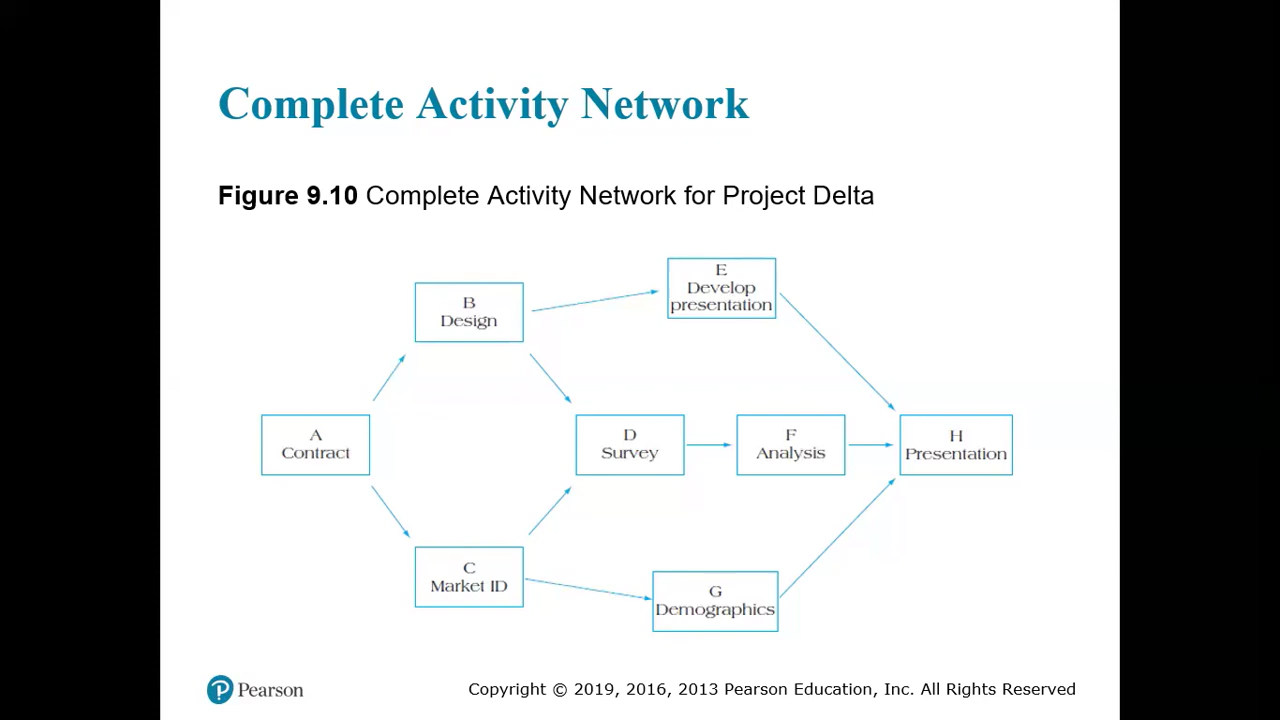 Complete Activity Network
Figure 9.10 Complete Activity Network for Project Delta
E
Develop
presentation
B
Design
A
Contract
D
Survey
F
Analysis
H
Presentation
C
Market ID
G
Demographics
Pearson
Copyright © 2019, 2016, 2013 Pearson Education, Inc. All Rights Reserved